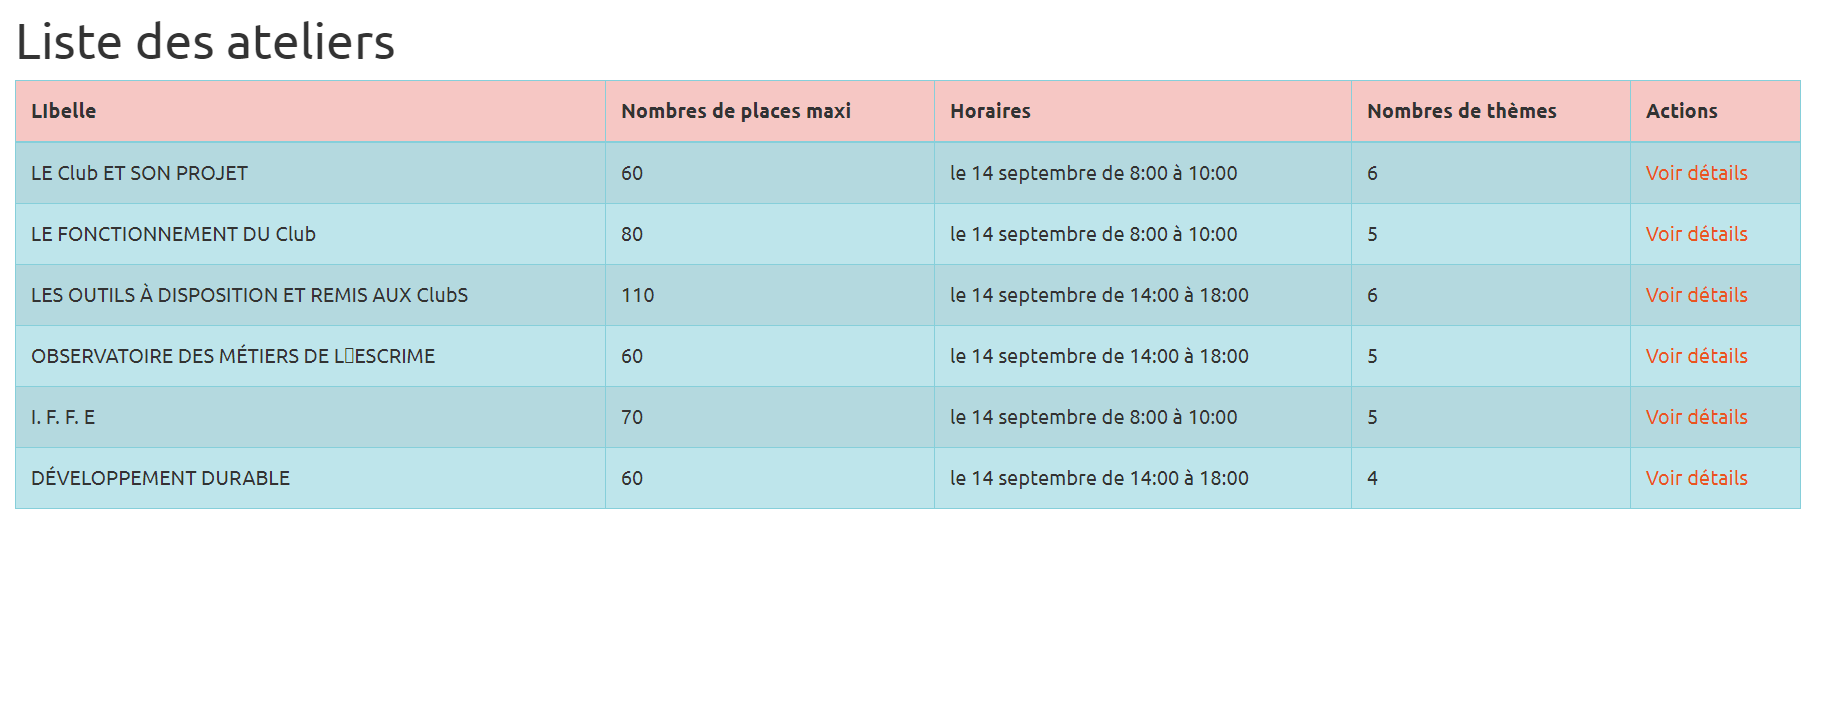 Liste des ateliers
LIbelle Nombres de places maxi Horaires Nombres de thèmes Actions
LE Club ET SON PROJET 60 le 14 septembre de 8:00 à 10:00 6 Voir détails
LE FONCTIONNEMENT DU Club 80 le 14 septembre de 8:00 à 10:00 5 Voir détails
LES OUTILS À DISPOSITION ET REMIS AUX ClubS 110 le 14 septembre de 14:00 à 18:00 6 Voir détails
OBSERVATOIRE DES MÉTIERS DE L▯ESCRIME 60 le 14 septembre de 14:00 à 18:00 5 Voir détails
I. F. F. E 70 le 14 septembre de 8:00 à 10:00 5 Voir détails
DÉVELOPPEMENT DURABLE 60 le 14 septembre de 14:00 à 18:00 4 Voir détails